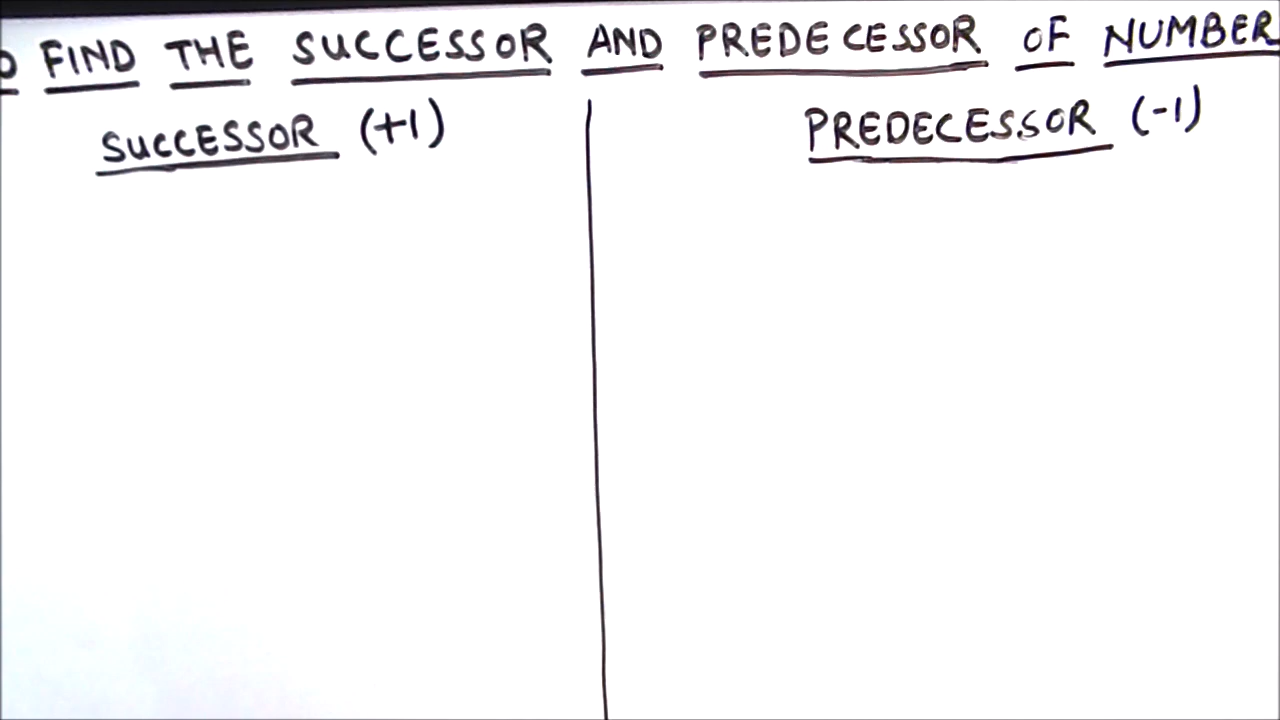 FIND THE SUCCESSOR AND PREDECESSOR OF NUMBER
SUCCESSOR (+1)
PREDECESSOR (-1)